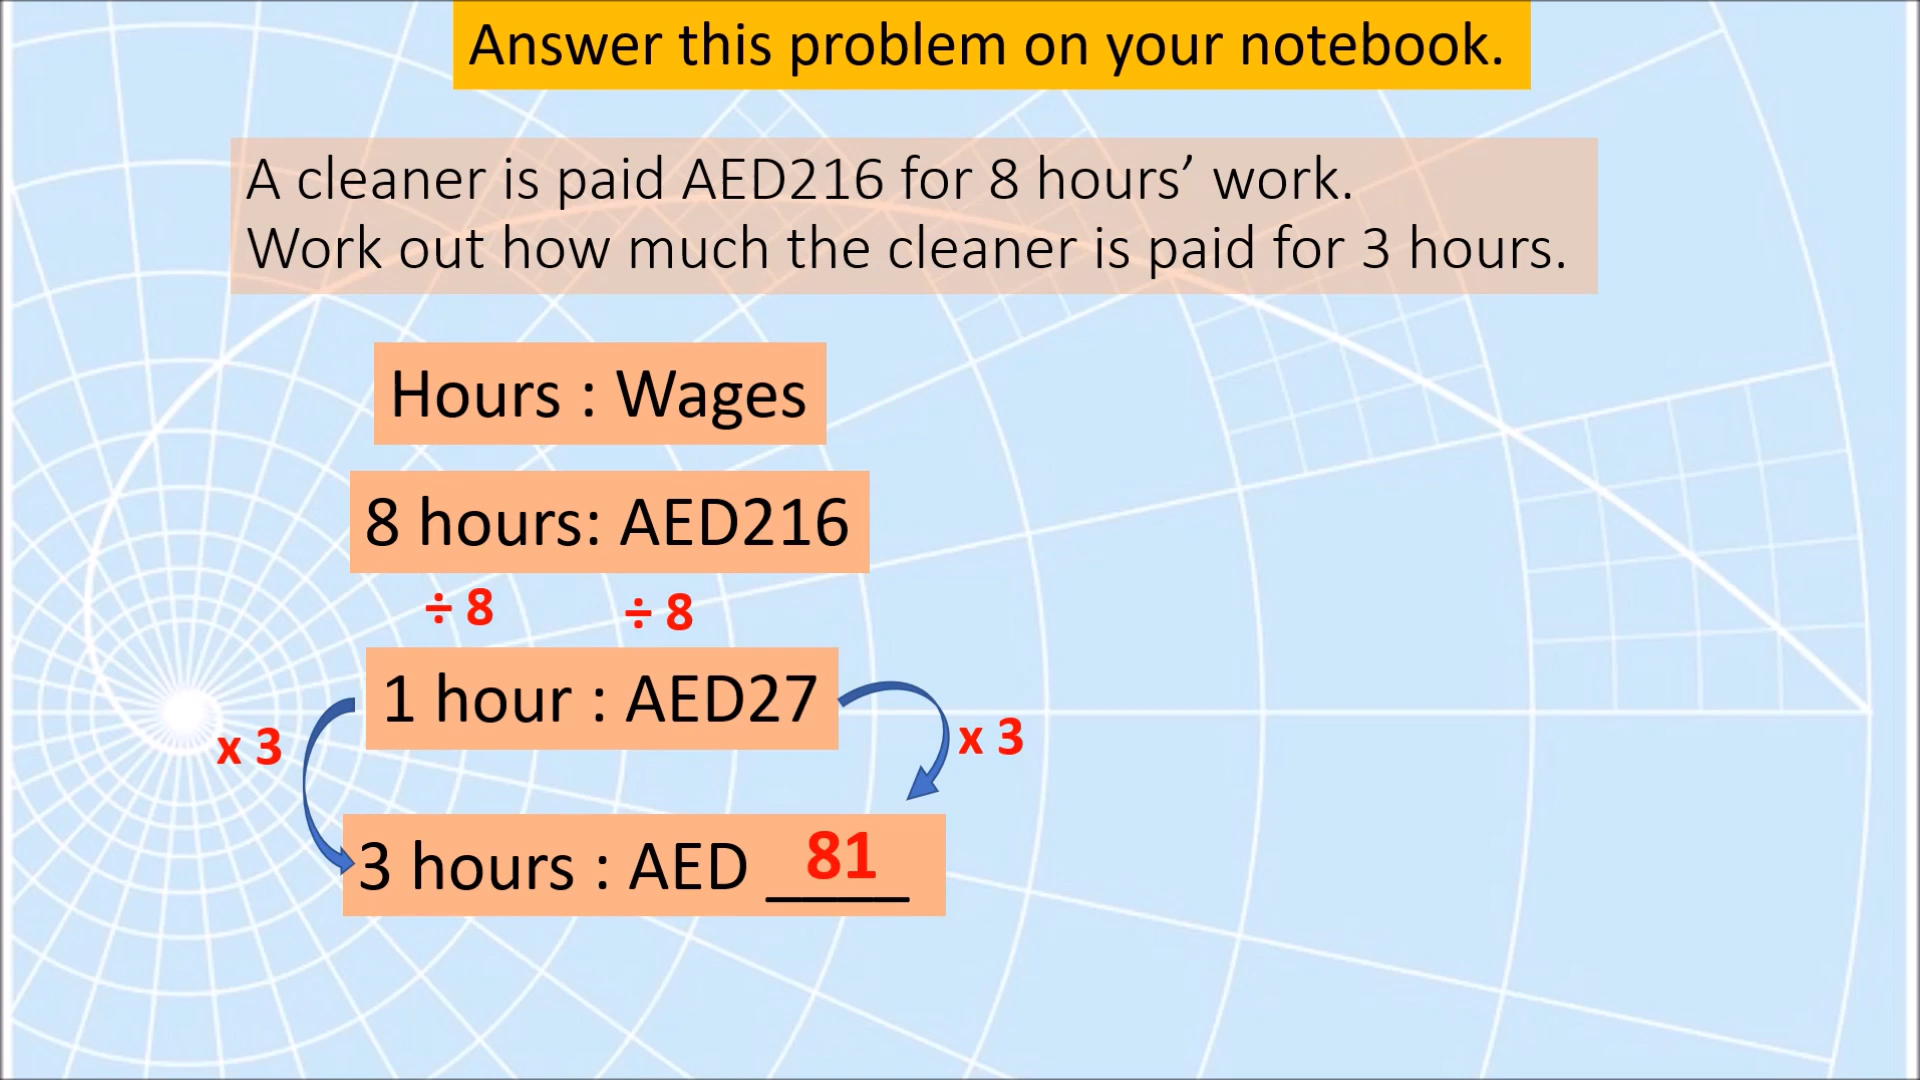 Answer this problem on your notebook.
A cleaner is paid AED216 for 8 hours’ work.
Work out how much the cleaner is paid for 3 hours.
Hours : Wages
8 hours: AED216
÷ 8 ÷ 8
1 hour : AED27
x 3 x 3
3 hours : AED 81